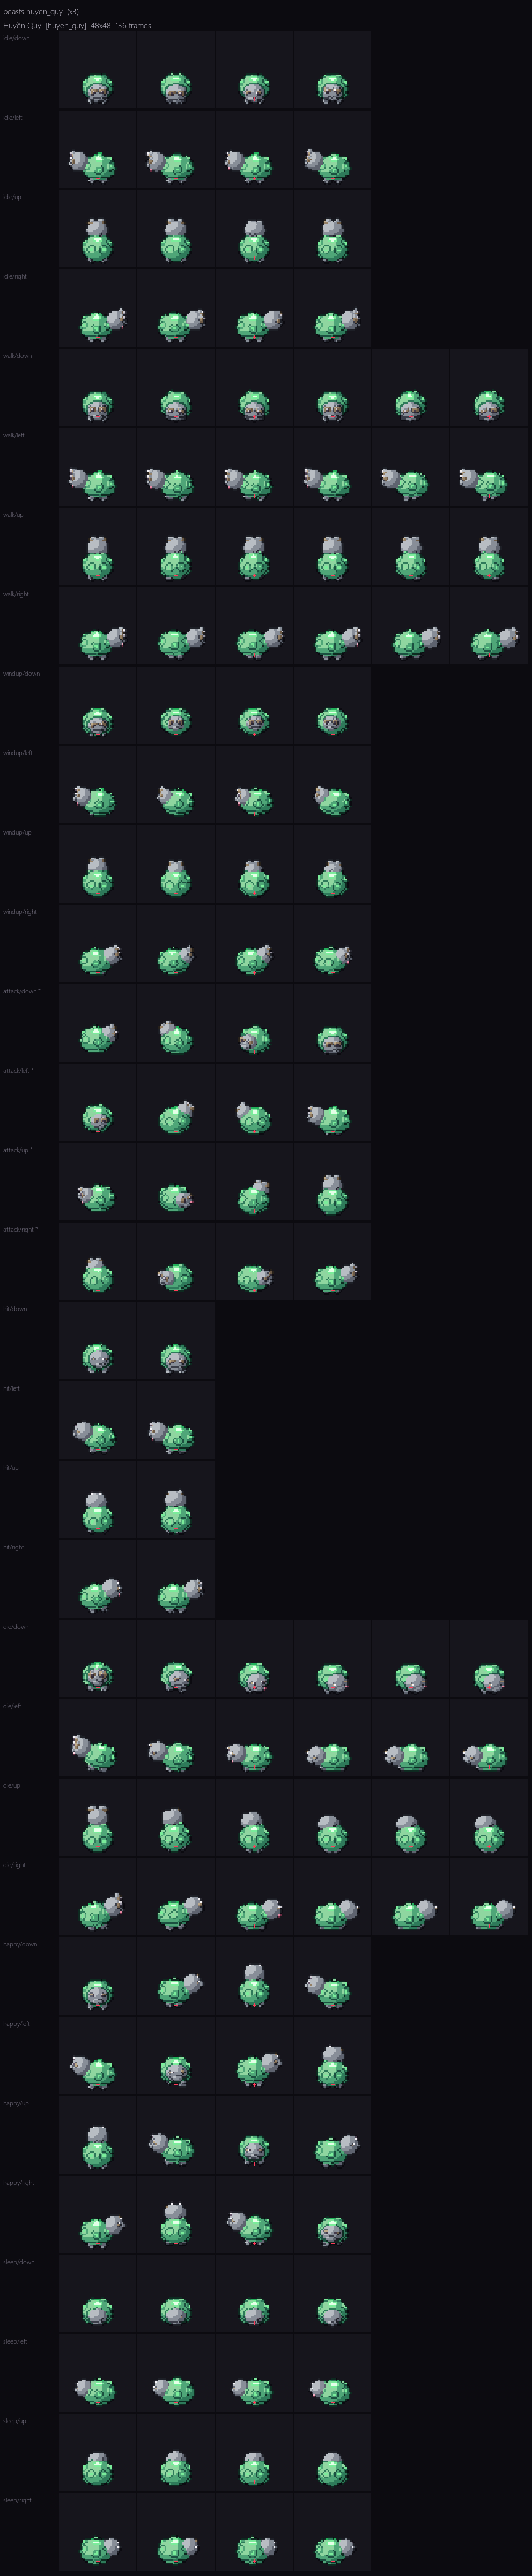 beasts huyen_quy (x3)
Huyền Quy [huyen_quy] 48x48 136 frames
idle/down
idle/left
idle/up
idle/right
walk/down
walk/left
walk/up
walk/right
windup/down
windup/left
windup/up
windup/right
attack/down *
attack/left *
attack/up *
attack/right *
hit/down
hit/left
hit/up
hit/right
die/down
die/left
die/up
die/right
happy/down
happy/left
happy/up
happy/right
sleep/down
sleep/left
sleep/up
sleep/right